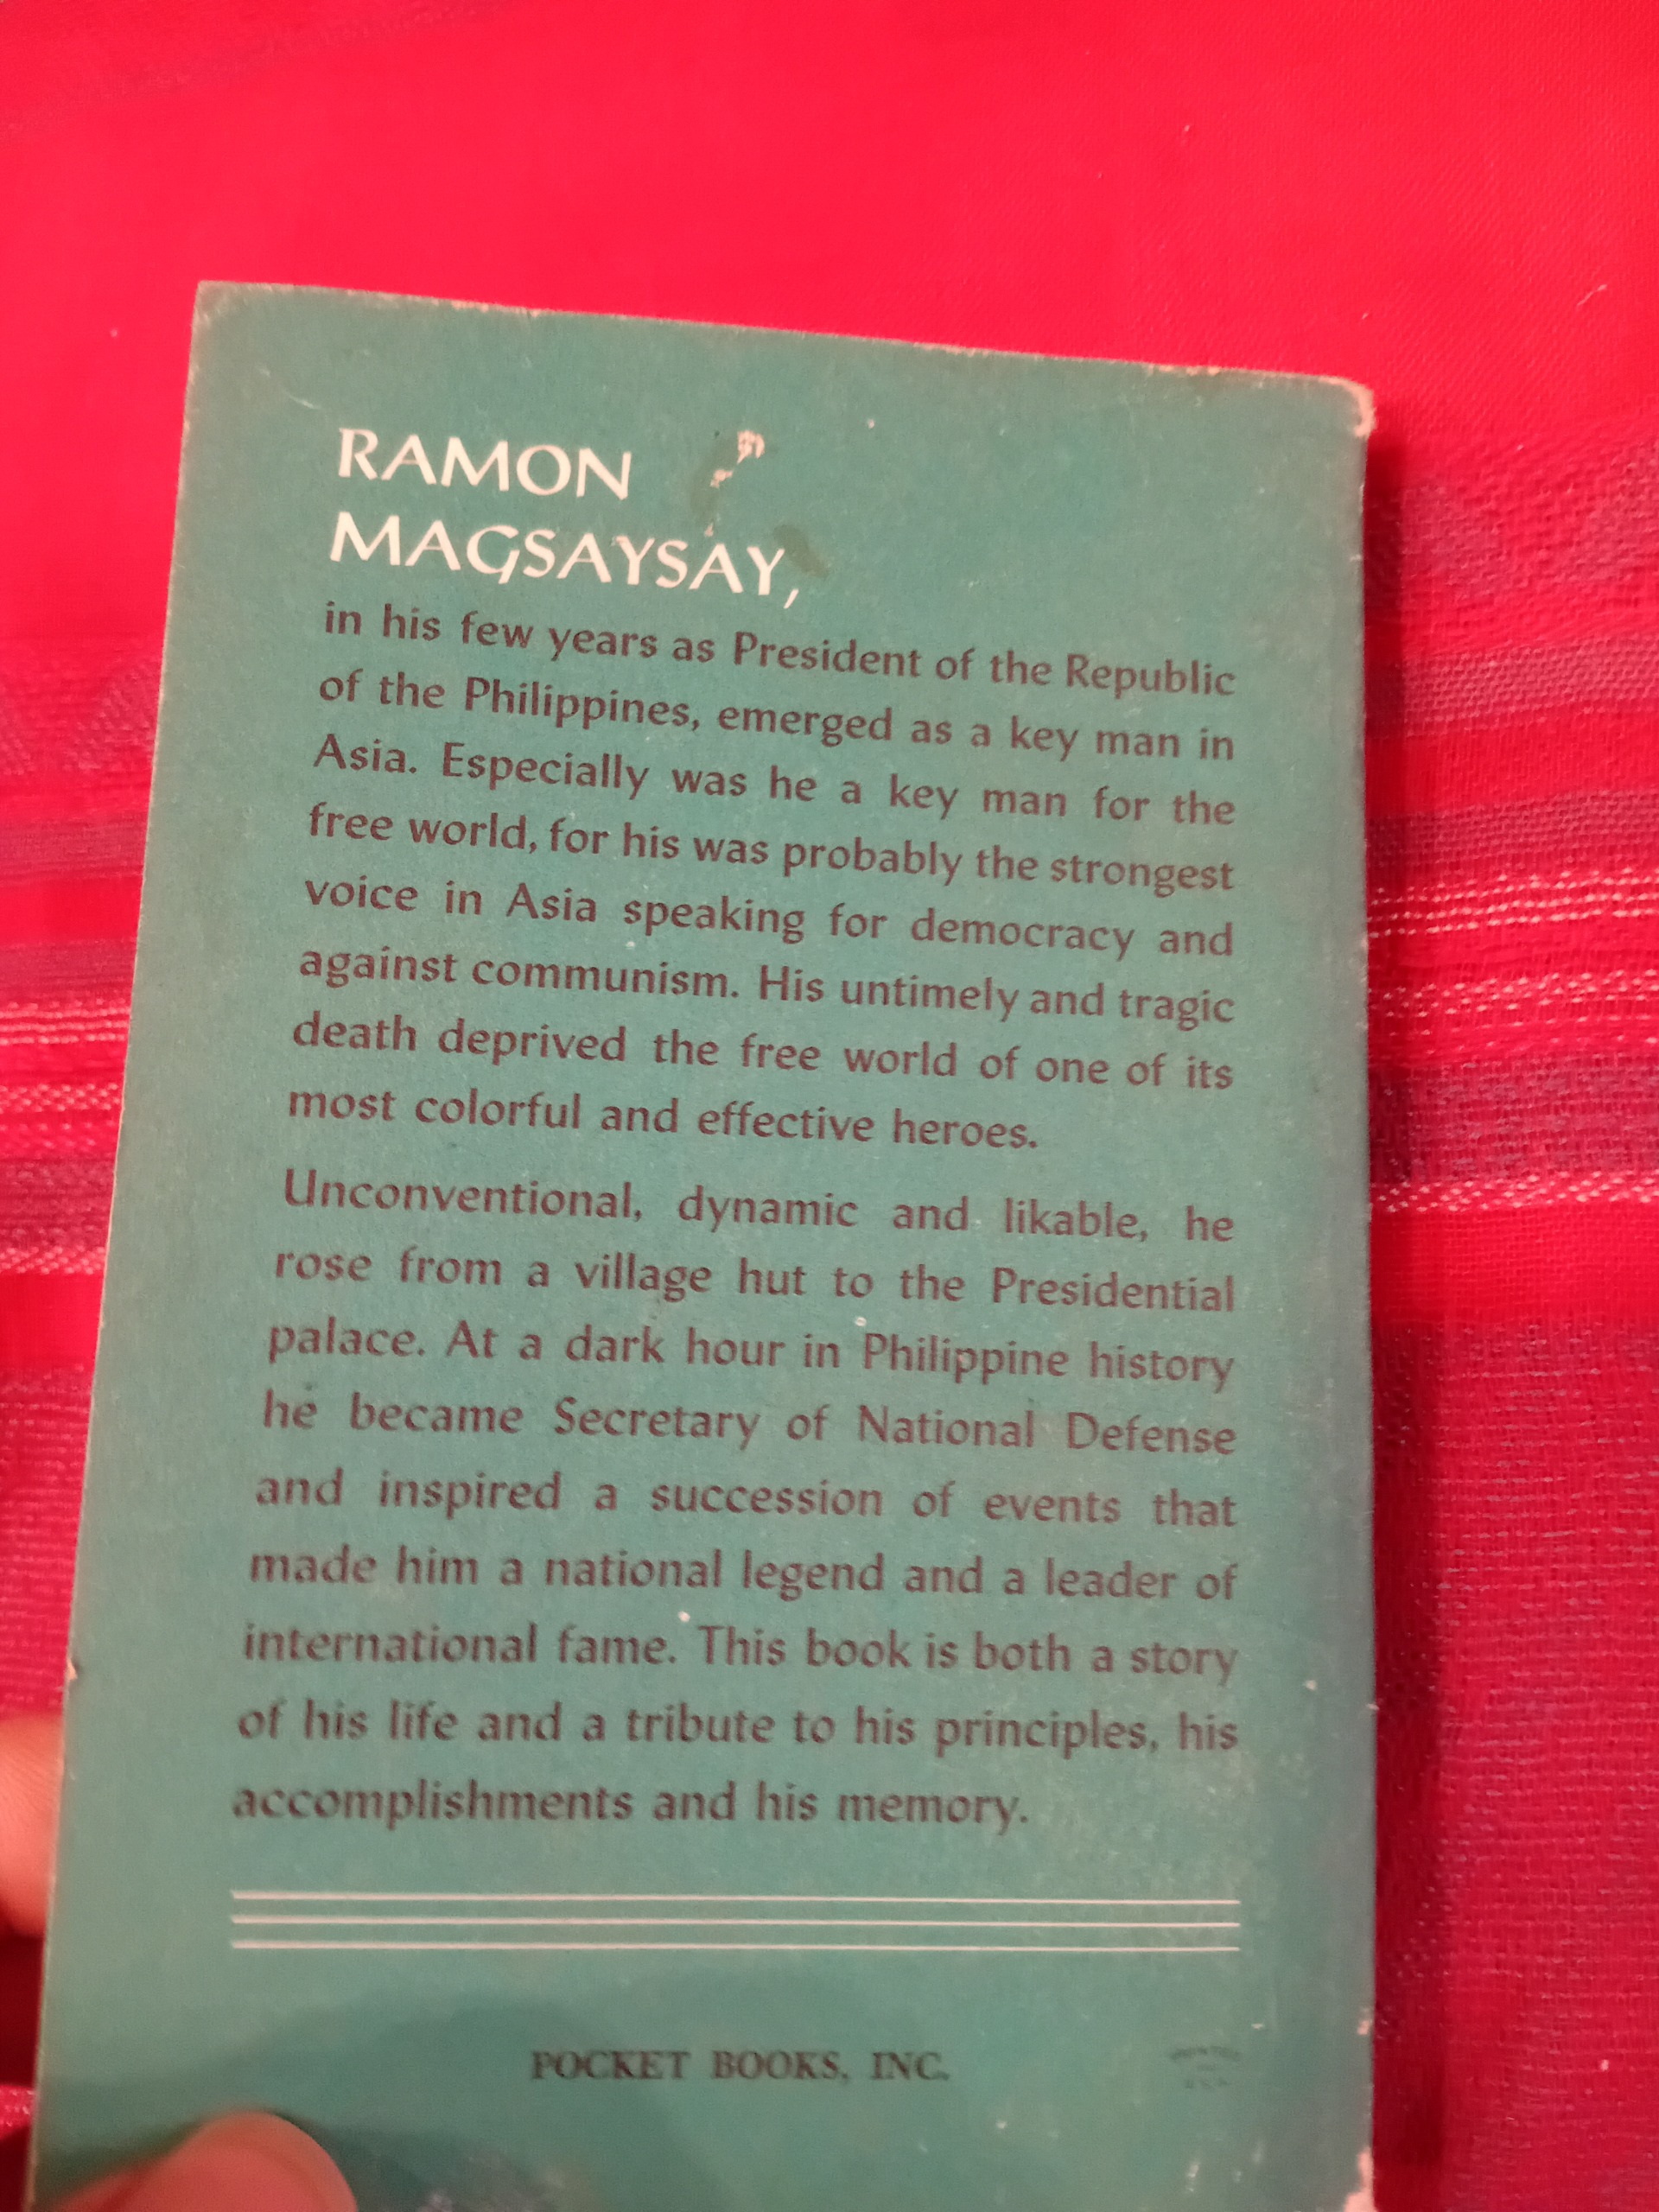 RAMON
MAGSAYSAY,
in his few years as President of the Republic
of the Philippines, emerged as a key man in
Asia. Especially was he a key man for the
free world, for his was probably the strongest
voice in Asia speaking for democracy and
against communism. His untimely and tragic
death deprived the free world of one of its
most colorful and effective heroes.
Unconventional, dynamic and likable, he
rose from a village hut to the Presidential
palace. At a dark hour in Philippine history
he became Secretary of National Defense
and inspired a succession of events that
made him a national legend and a leader of
international fame. This book is both a story
of his life and a tribute to his principles, his
accomplishments and his memory.
POCKET BOOKS, INC.